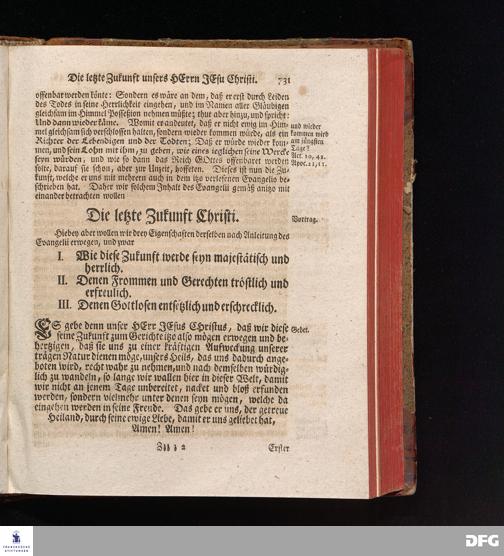 Die letzte Zukunft unsers HErrn JEsu Christi. 731
offenbar werden könte: Sondern es wäre an dem, daß er erst durch Leiden
des Todes in seine Herrlichkeit eingehen, und im Namen aller Gläubigen
gleichsam im Himmel Possession nehmen müste; thut aber hinzu, und spricht:
Und dann wieder käme. Womit er andeutet, daß er nicht ewig im Him-
mel gleichsam sich verschlossen halten, sondern wieder kommen würde, als ein
Richter der Lebendigen und der Todten; Daß er würde wieder kom-
men, und sein Lohn mit ihm, zu geben, wie eines ieglichen seine Wercke
seyn würden, und wie so dann das Reich GOttes offenbaret werden
solte, darauf sie schon, aber zur Unzeit, hoffeten. Dieses ist nun die Zu-
kunft, welche er uns mit mehren auch in dem itzo verlesenen Evangelio be-
schrieben hat. Daher wir solchem Inhalt des Evangelii gemäß anitzo mit
einander betrachten wollen
und wieder
kommen wird
am jüngsten
Tage?
Act. 10, 42.
Apoc. 22, 12.
Die letzte Zukunft Christi.
Vortrag.
Hiebey aber wollen wir drey Eigenschaften derselben nach Anleitung des
Evangelii erwegen, und zwar
I. Wie diese Zukunft werde seyn majestätisch und
herrlich.
II. Denen Frommen und Gerechten tröstlich und
erfreulich.
III. Denen Gottlosen entsetzlich und erschrecklich.
ES gebe denn unser HErr JEsus Christus, daß wir diese
Gebet.
seine Zukunft zum Gerichte itzo also mögen erwegen und be-
hertzigen, daß sie uns zu einer kräftigen Aufweckung unserer
trägen Natur dienen möge, unsers Heils, das uns dadurch ange-
boten wird, recht wahr zu nehmen, und nach demselben würdig-
lich zu wandeln, so lange wir wallen hier in dieser Welt, damit
wir nicht an jenem Tage unbereitet, nacket und bloß erfunden
werden, sondern vielmehr unter denen seyn mögen, welche da
eingehen werden in seine Freude. Das gebe er uns, der getreue
Heiland, durch seine ewige Liebe, damit er uns geliebet hat,
Amen! Amen!
Zzzz 2 Erster
FRANCKESCHE
STIFTUNGEN
DFG